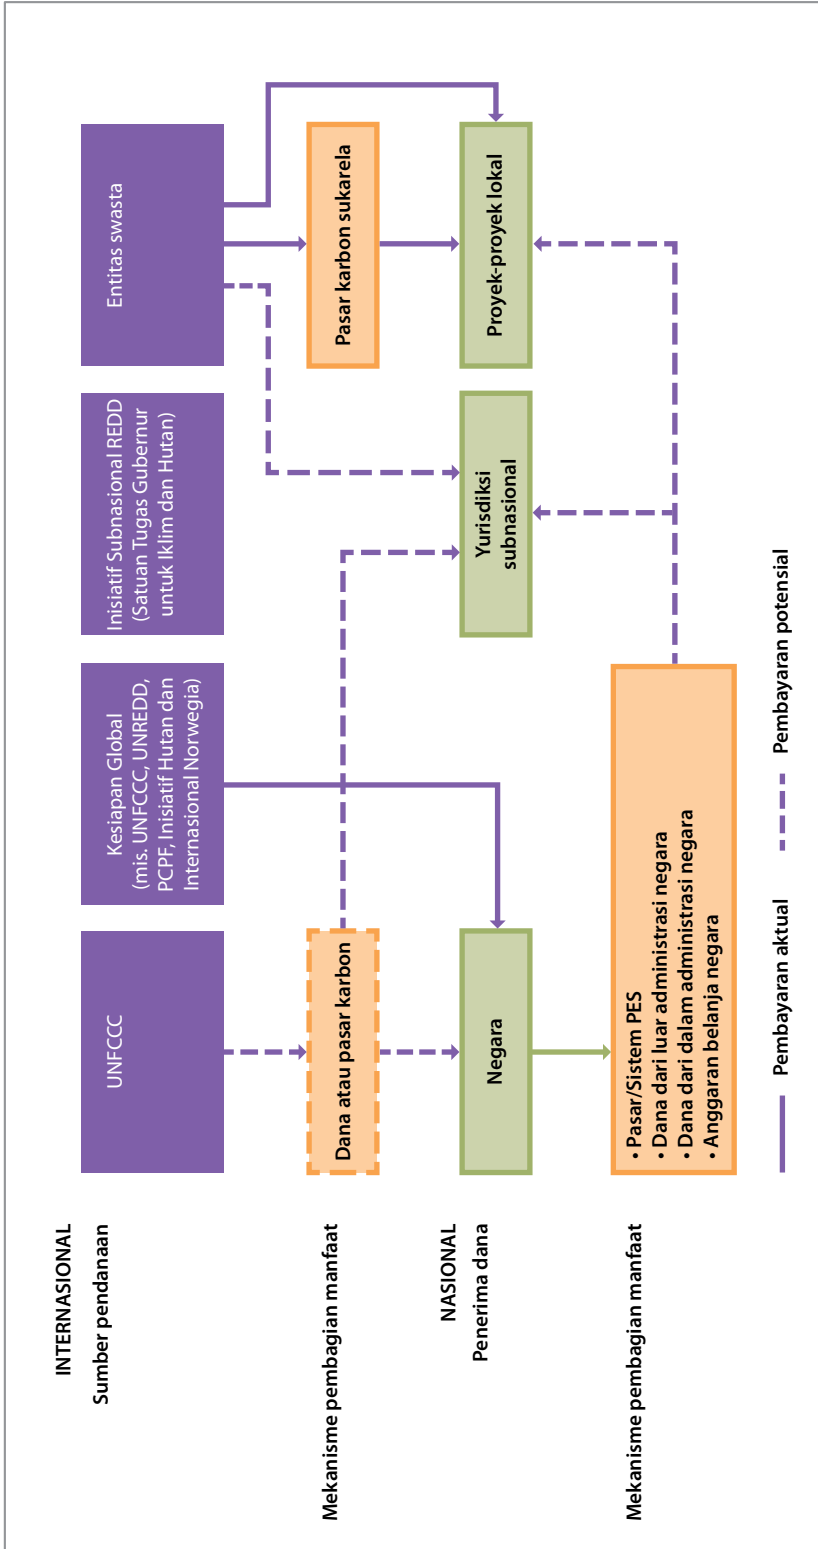 INTERNASIONAL
Sumber pendanaan
UNFCCC
Kesiapan Global
(mis. UNFCCC, UNREDD,
PCPF, Inisiatif Hutan dan
Internasional Norwegia)
Inisiatif Subnasional REDD
(Satuan Tugas Gubernur
untuk Iklim dan Hutan)
Entitas swasta
Mekanisme pembagian manfaat
Dana atau pasar karbon
Pasar karbon sukarela
NASIONAL
Penerima dana
Negara
Yurisdiksi
subnasional
Proyek-proyek lokal
Mekanisme pembagian manfaat
• Pasar/Sistem PES
• Dana dari luar administrasi negara
• Dana dari dalam administrasi negara
• Anggaran belanja negara
Pembayaran aktual
Pembayaran potensial